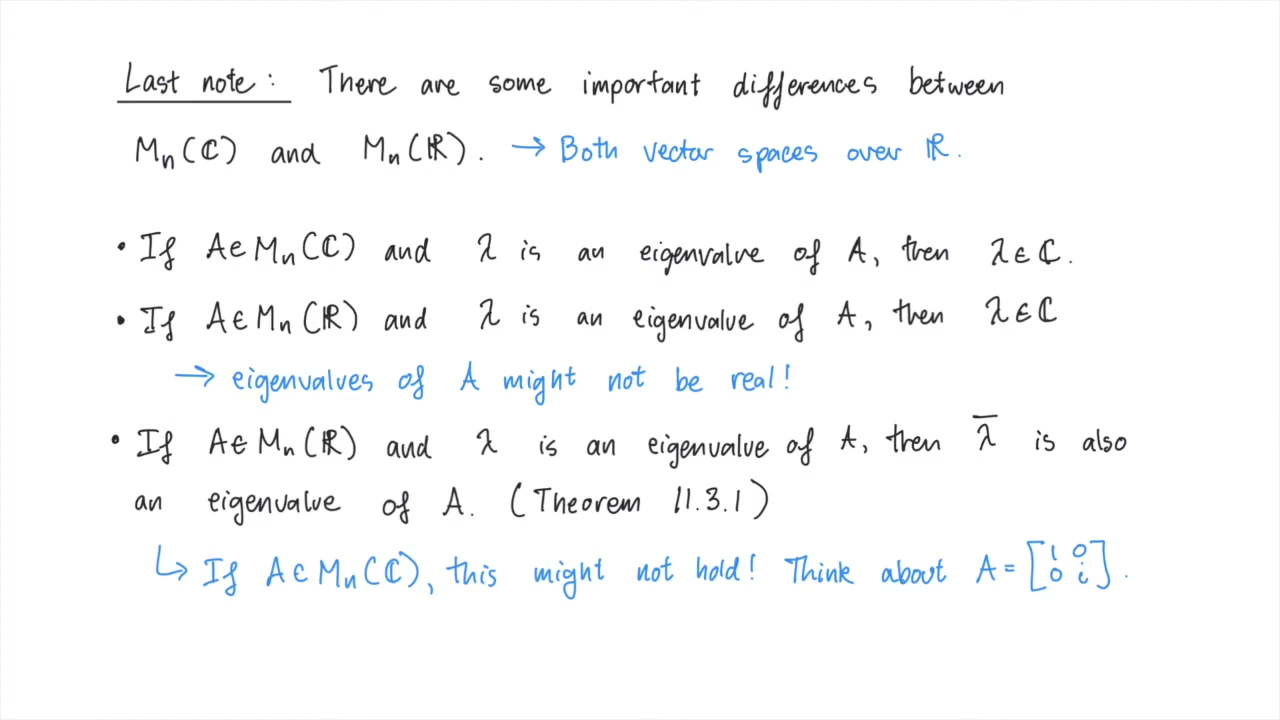 Last note: There are some important differences between
Mₙ(ℂ) and Mₙ(ℝ). → Both vector spaces over ℝ.
• If A∈Mₙ(ℂ) and λ is an eigenvalue of A, then λ∈ℂ.
• If A∈Mₙ(ℝ) and λ is an eigenvalue of A, then λ∈ℂ
→ eigenvalues of A might not be real!
• If A∈Mₙ(ℝ) and λ is an eigenvalue of A, then λ̅ is also
an eigenvalue of A. (Theorem 11.3.1)
↳ If A∈Mₙ(ℂ), this might not hold! Think about A = [1 0; 0 i].